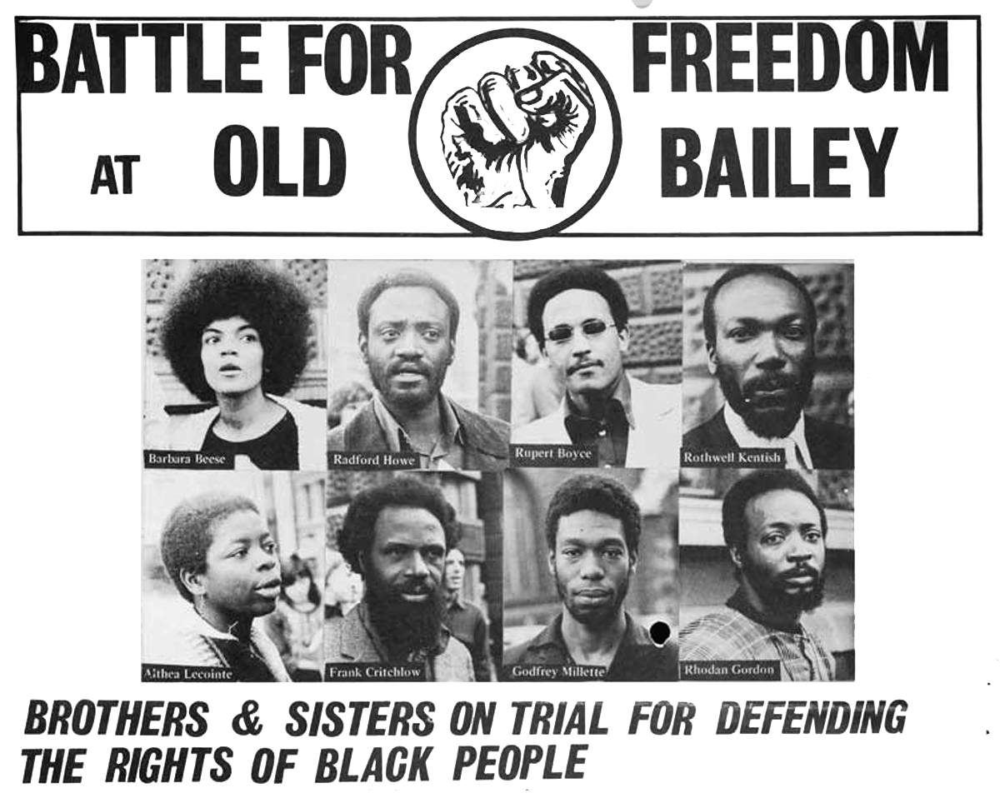 BATTLE FOR FREEDOM
AT OLD BAILEY
Barbara Beese
Radford Howe
Rupert Boyce
Rothwell Kentish
Althea Lecointe
Frank Critchlow
Godfrey Millette
Rhodan Gordon
BROTHERS & SISTERS ON TRIAL FOR DEFENDING
THE RIGHTS OF BLACK PEOPLE